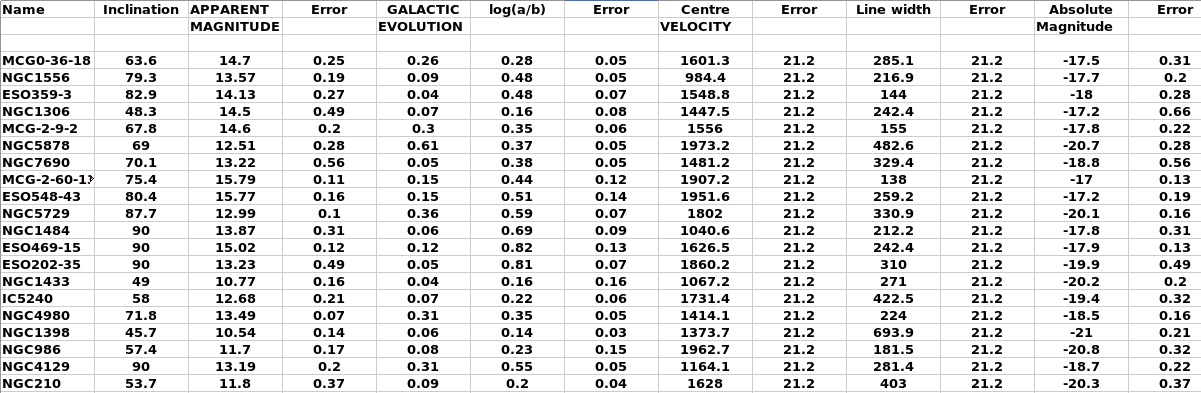 Name Inclination APPARENT Error GALACTIC log(a/b) Error Centre Error Line width Error Absolute Error
MAGNITUDE EVOLUTION VELOCITY Magnitude
MCG0-36-18 63.6 14.7 0.25 0.26 0.28 0.05 1601.3 21.2 285.1 21.2 -17.5 0.31
NGC1556 79.3 13.57 0.19 0.09 0.48 0.05 984.4 21.2 216.9 21.2 -17.7 0.2
ESO359-3 82.9 14.13 0.27 0.04 0.48 0.07 1548.8 21.2 144 21.2 -18 0.28
NGC1306 48.3 14.5 0.49 0.07 0.16 0.08 1447.5 21.2 242.4 21.2 -17.2 0.66
MCG-2-9-2 67.8 14.6 0.2 0.3 0.35 0.06 1556 21.2 155 21.2 -17.8 0.22
NGC5878 69 12.51 0.28 0.61 0.37 0.05 1973.2 21.2 482.6 21.2 -20.7 0.28
NGC7690 70.1 13.22 0.56 0.05 0.38 0.05 1481.2 21.2 329.4 21.2 -18.8 0.56
MCG-2-60-1 75.4 15.79 0.11 0.15 0.44 0.12 1907.2 21.2 138 21.2 -17 0.13
ESO548-43 80.4 15.77 0.16 0.15 0.51 0.14 1951.6 21.2 259.2 21.2 -17.2 0.19
NGC5729 87.7 12.99 0.1 0.36 0.59 0.07 1802 21.2 330.9 21.2 -20.1 0.16
NGC1484 90 13.87 0.31 0.06 0.69 0.09 1040.6 21.2 212.2 21.2 -17.8 0.31
ESO469-15 90 15.02 0.12 0.12 0.82 0.13 1626.5 21.2 242.4 21.2 -17.9 0.13
ESO202-35 90 13.23 0.49 0.05 0.81 0.07 1860.2 21.2 310 21.2 -19.9 0.49
NGC1433 49 10.77 0.16 0.04 0.16 0.16 1067.2 21.2 271 21.2 -20.2 0.2
IC5240 58 12.68 0.21 0.07 0.22 0.06 1731.4 21.2 422.5 21.2 -19.4 0.32
NGC4980 71.8 13.49 0.07 0.31 0.35 0.05 1414.1 21.2 224 21.2 -18.5 0.16
NGC1398 45.7 10.54 0.14 0.06 0.14 0.03 1373.7 21.2 693.9 21.2 -21 0.21
NGC986 57.4 11.7 0.17 0.08 0.23 0.15 1962.7 21.2 181.5 21.2 -20.8 0.32
NGC4129 90 13.19 0.2 0.31 0.55 0.05 1164.1 21.2 281.4 21.2 -18.7 0.22
NGC210 53.7 11.8 0.37 0.09 0.2 0.04 1628 21.2 403 21.2 -20.3 0.37